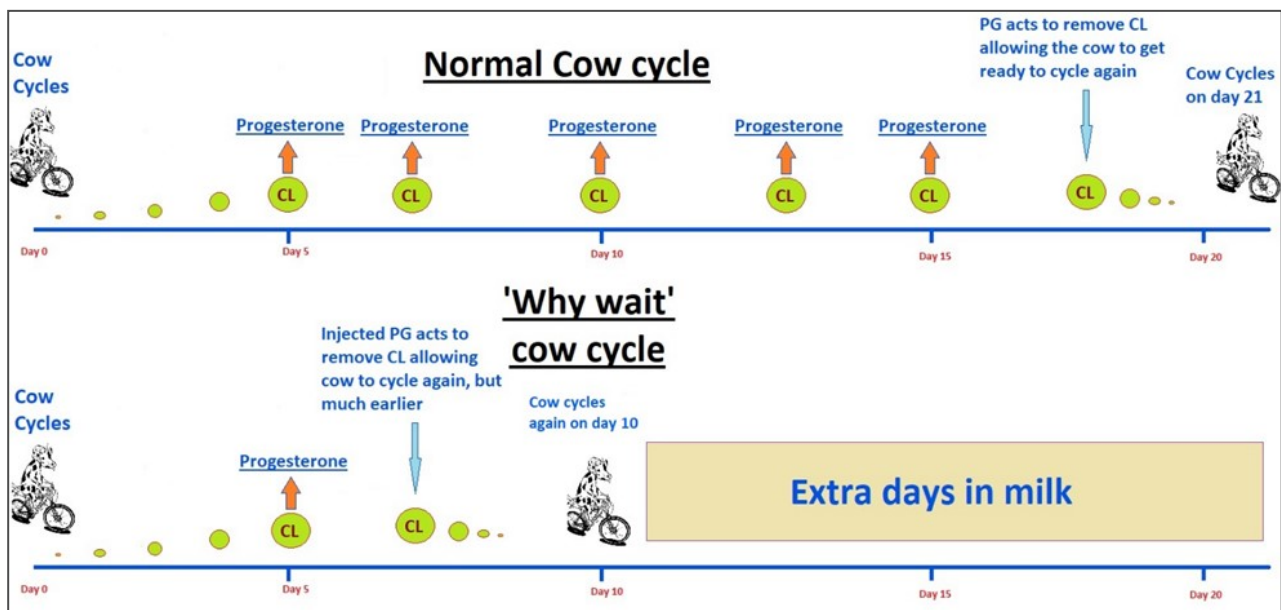 Normal Cow cycle
Cow
Cycles
PG acts to remove CL
allowing the cow to get
ready to cycle again
Cow Cycles
on day 21
Progesterone
Progesterone
Progesterone
Progesterone
Progesterone
CL
CL
CL
CL
CL
CL
Day 0
Day 5
Day 10
Day 15
Day 20
'Why wait'
cow cycle
Cow
Cycles
Injected PG acts to
remove CL allowing
cow to cycle again, but
much earlier
Cow cycles
again on day 10
Progesterone
CL
CL
Extra days in milk
Day 0
Day 5
Day 10
Day 15
Day 20